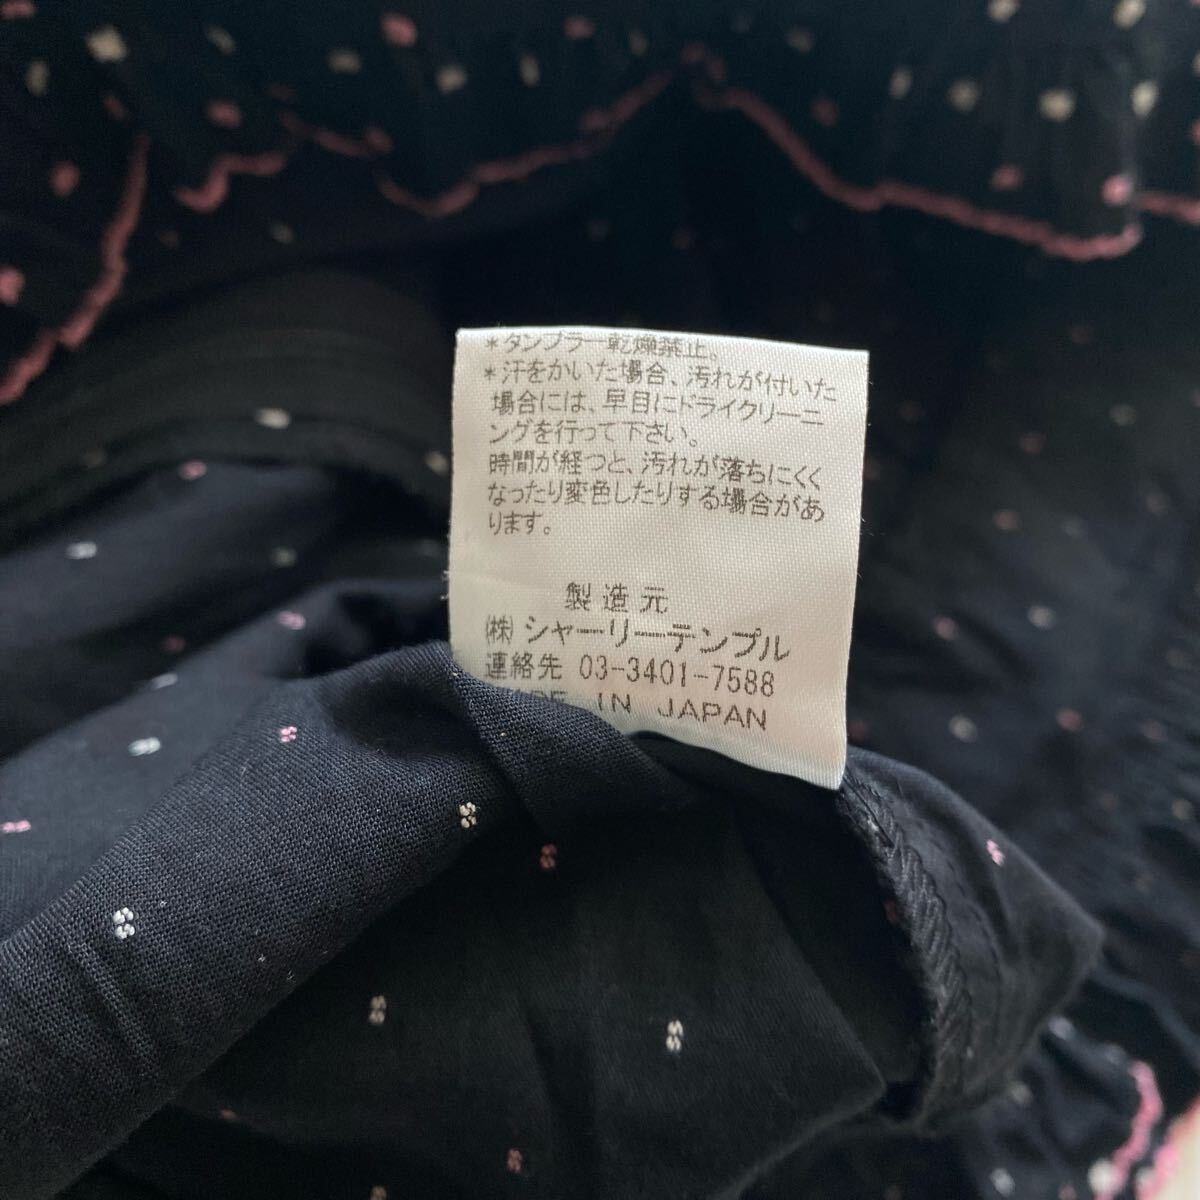 *タンブラー乾燥禁止。
*汗をかいた場合、汚れが付いた
場合には、早目にドライクリーニ
ングを行って下さい。
時間が経つと、汚れが落ちにくく
なったり変色したりする場合があ
ります。
製造元
(株)シャーリーテンプル
連絡先 03-3401-7588
MADE IN JAPAN